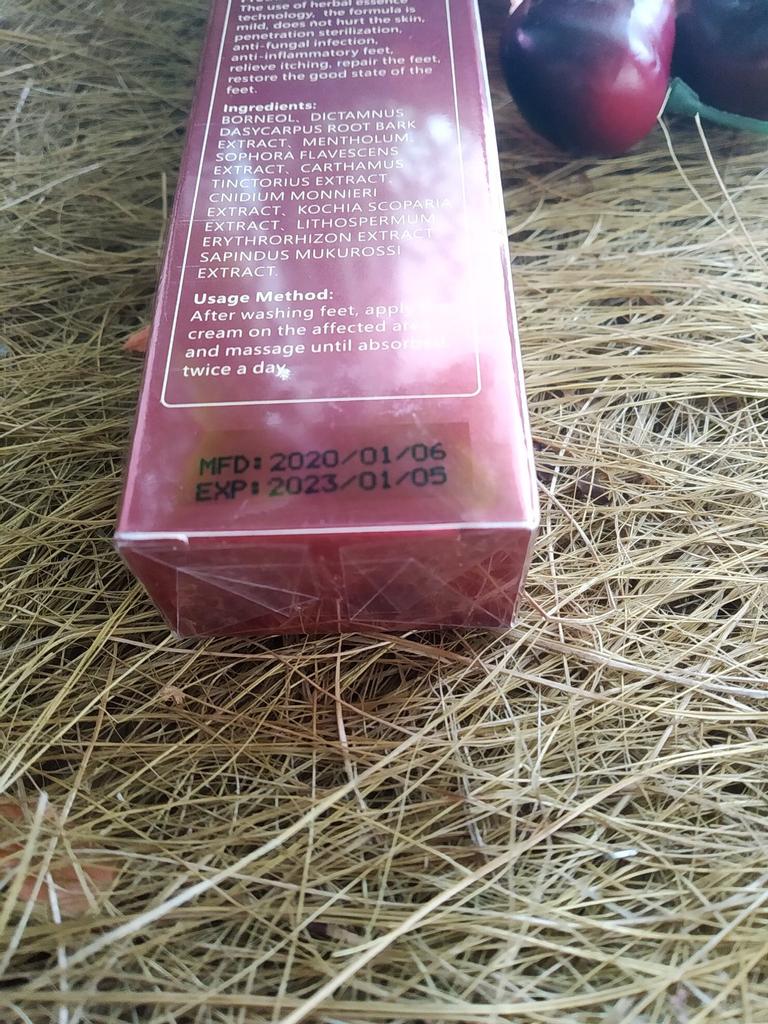 The use of herbal essence
technology, the formula is
mild, does not hurt the skin,
penetration sterilization,
anti-fungal infection,
anti-inflammatory feet,
relieve itching, repair the feet,
restore the good state of the
feet.
Ingredients:
BORNEOL、DICTAMNUS
DASYCARPUS ROOT BARK
EXTRACT、MENTHOLUM、
SOPHORA FLAVESCENS
EXTRACT、CARTHAMUS
TINCTORIUS EXTRACT、
CNIDIUM MONNIERI
EXTRACT、KOCHIA SCOPARIA
EXTRACT、LITHOSPERMUM
ERYTHRORHIZON EXTRACT
SAPINDUS MUKUROSSI
EXTRACT.
Usage Method:
After washing feet, apply
cream on the affected area
and massage until absorbed,
twice a day.
MFD: 2020/01/06
EXP: 2023/01/05